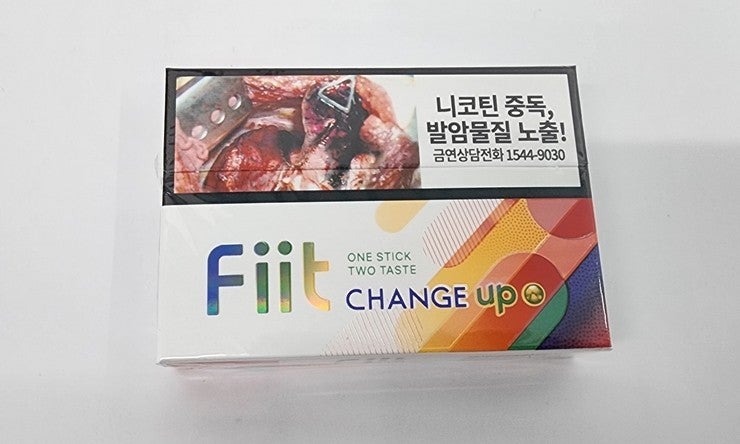 니코틴 중독,
발암물질 노출!
금연상담전화 1544-9030
Fiit
ONE STICK
TWO TASTE
CHANGE up